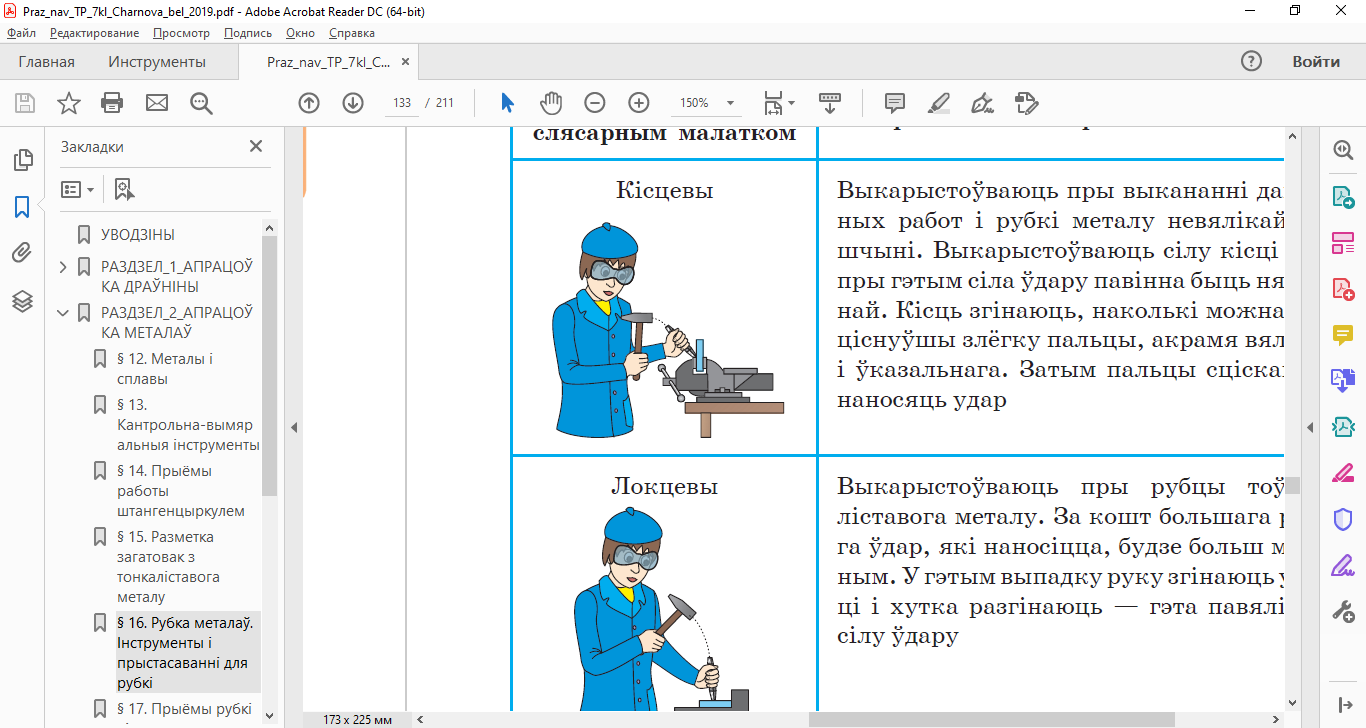 Praz_nav_TP_7kl_Charnova_bel_2019.pdf - Adobe Acrobat Reader DC (64-bit)
Файл Редактирование Просмотр Подпись Окно Справка
Главная Инструменты Praz_nav_TP_7kl_C... Войти
133 / 211 150%
Закладки
УВОДЗІНЫ
РАЗДЗЕЛ_1_АПРАЦОЎ
КА ДРАЎНІНЫ
РАЗДЗЕЛ_2_АПРАЦОЎ
КА МЕТАЛАЎ
§ 12. Металы і
сплавы
§ 13.
Кантрольна-вымяр
альныя інструменты
§ 14. Прыёмы
работы
штангенцыркулем
§ 15. Разметка
загатовак з
тонкаліставога
металу
§ 16. Рубка металаў.
Інструменты і
прыстасаванні для
рубкі
§ 17. Прыёмы рубкі
слясарным малатком
Кісцевы
Выкарыстоўваюць пры выкананні да
ных работ і рубкі металу невялікай
шчыні. Выкарыстоўваюць сілу кісці
пры гэтым сіла ўдару павінна быць ня
най. Кісць згінаюць, наколькі можна
ціснуўшы злёгку пальцы, акрамя вял
і ўказальнага. Затым пальцы сціска
наносяць удар
Локцевы
Выкарыстоўваюць пры рубцы тоў
ліставога металу. За кошт большага
га ўдар, які наносіцца, будзе больш м
ным. У гэтым выпадку руку згінаюць у
ці і хутка разгінаюць — гэта павялі
сілу ўдару
173 x 225 мм